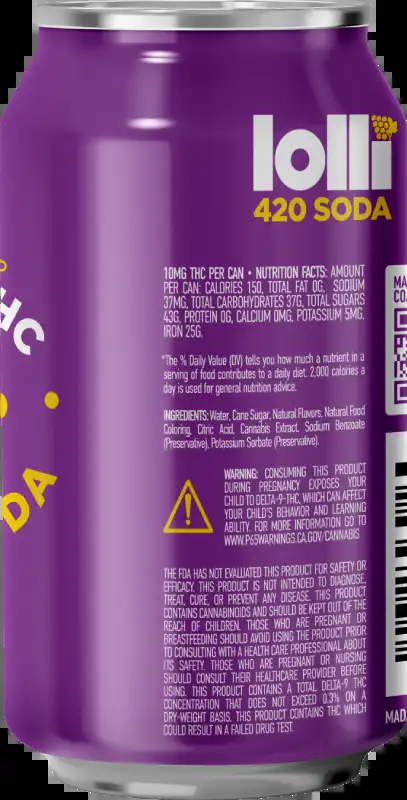 lolli
420 SODA
HC
DA
10MG THC PER CAN • NUTRITION FACTS: AMOUNT
PER CAN: CALORIES 150, TOTAL FAT 0G, SODIUM
37MG, TOTAL CARBOHYDRATES 37G, TOTAL SUGARS
43G, PROTEIN 0G, CALCIUM 0MG, POTASSIUM 5MG,
IRON 25G.
*The % Daily Value (DV) tells you how much a nutrient in a
serving of food contributes to a daily diet. 2,000 calories a
day is used for general nutrition advice.
INGREDIENTS: Water, Cane Sugar, Natural Flavors, Natural Food
Coloring, Citric Acid, Cannabis Extract, Sodium Benzoate
(Preservative), Potassium Sorbate (Preservative).
WARNING: CONSUMING THIS PRODUCT
DURING PREGNANCY EXPOSES YOUR
CHILD TO DELTA-9-THC, WHICH CAN AFFECT
YOUR CHILD'S BEHAVIOR AND LEARNING
ABILITY. FOR MORE INFORMATION GO TO
WWW.P65WARNINGS.CA.GOV/CANNABIS
THE FDA HAS NOT EVALUATED THIS PRODUCT FOR SAFETY OR
EFFICACY. THIS PRODUCT IS NOT INTENDED TO DIAGNOSE,
TREAT, CURE, OR PREVENT ANY DISEASE. THIS PRODUCT
CONTAINS CANNABINOIDS AND SHOULD BE KEPT OUT OF THE
REACH OF CHILDREN. THOSE WHO ARE PREGNANT OR
BREASTFEEDING SHOULD AVOID USING THE PRODUCT PRIOR
TO CONSULTING WITH A HEALTH CARE PROFESSIONAL ABOUT
ITS SAFETY. THOSE WHO ARE PREGNANT OR NURSING
SHOULD CONSULT THEIR HEALTHCARE PROVIDER BEFORE
USING. THIS PRODUCT CONTAINS A TOTAL DELTA-9 THC
CONCENTRATION THAT DOES NOT EXCEED 0.3% ON A
DRY-WEIGHT BASIS. THIS PRODUCT CONTAINS THC WHICH
COULD RESULT IN A FAILED DRUG TEST.
MA
CO
MAD